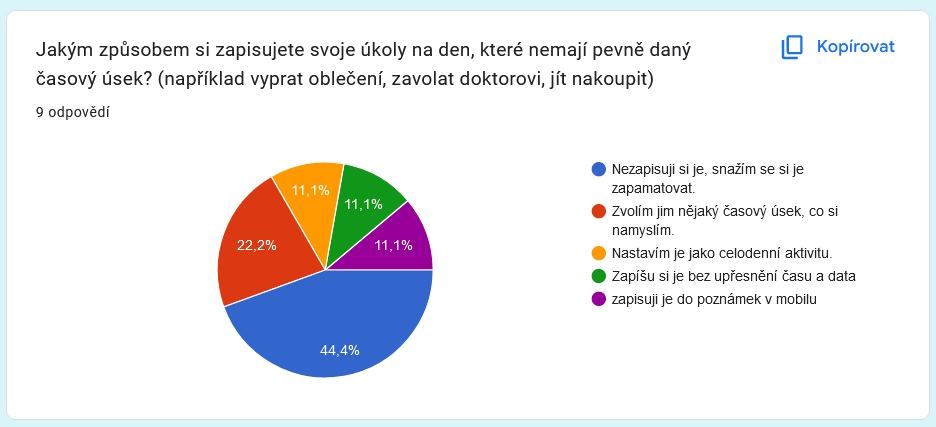 Jakým způsobem si zapisujete svoje úkoly na den, které nemají pevně daný
časový úsek? (například vyprat oblečení, zavolat doktorovi, jít nakoupit)
Kopírovat
9 odpovědí
11,1%
11,1%
22,2%
11,1%
44,4%
Nezapisuji si je, snažím se si je
zapamatovat.
Zvolím jim nějaký časový úsek, co si
namyslím.
Nastavím je jako celodenní aktivitu.
Zapíšu si je bez upřesnění času a data
zapisuji je do poznámek v mobilu